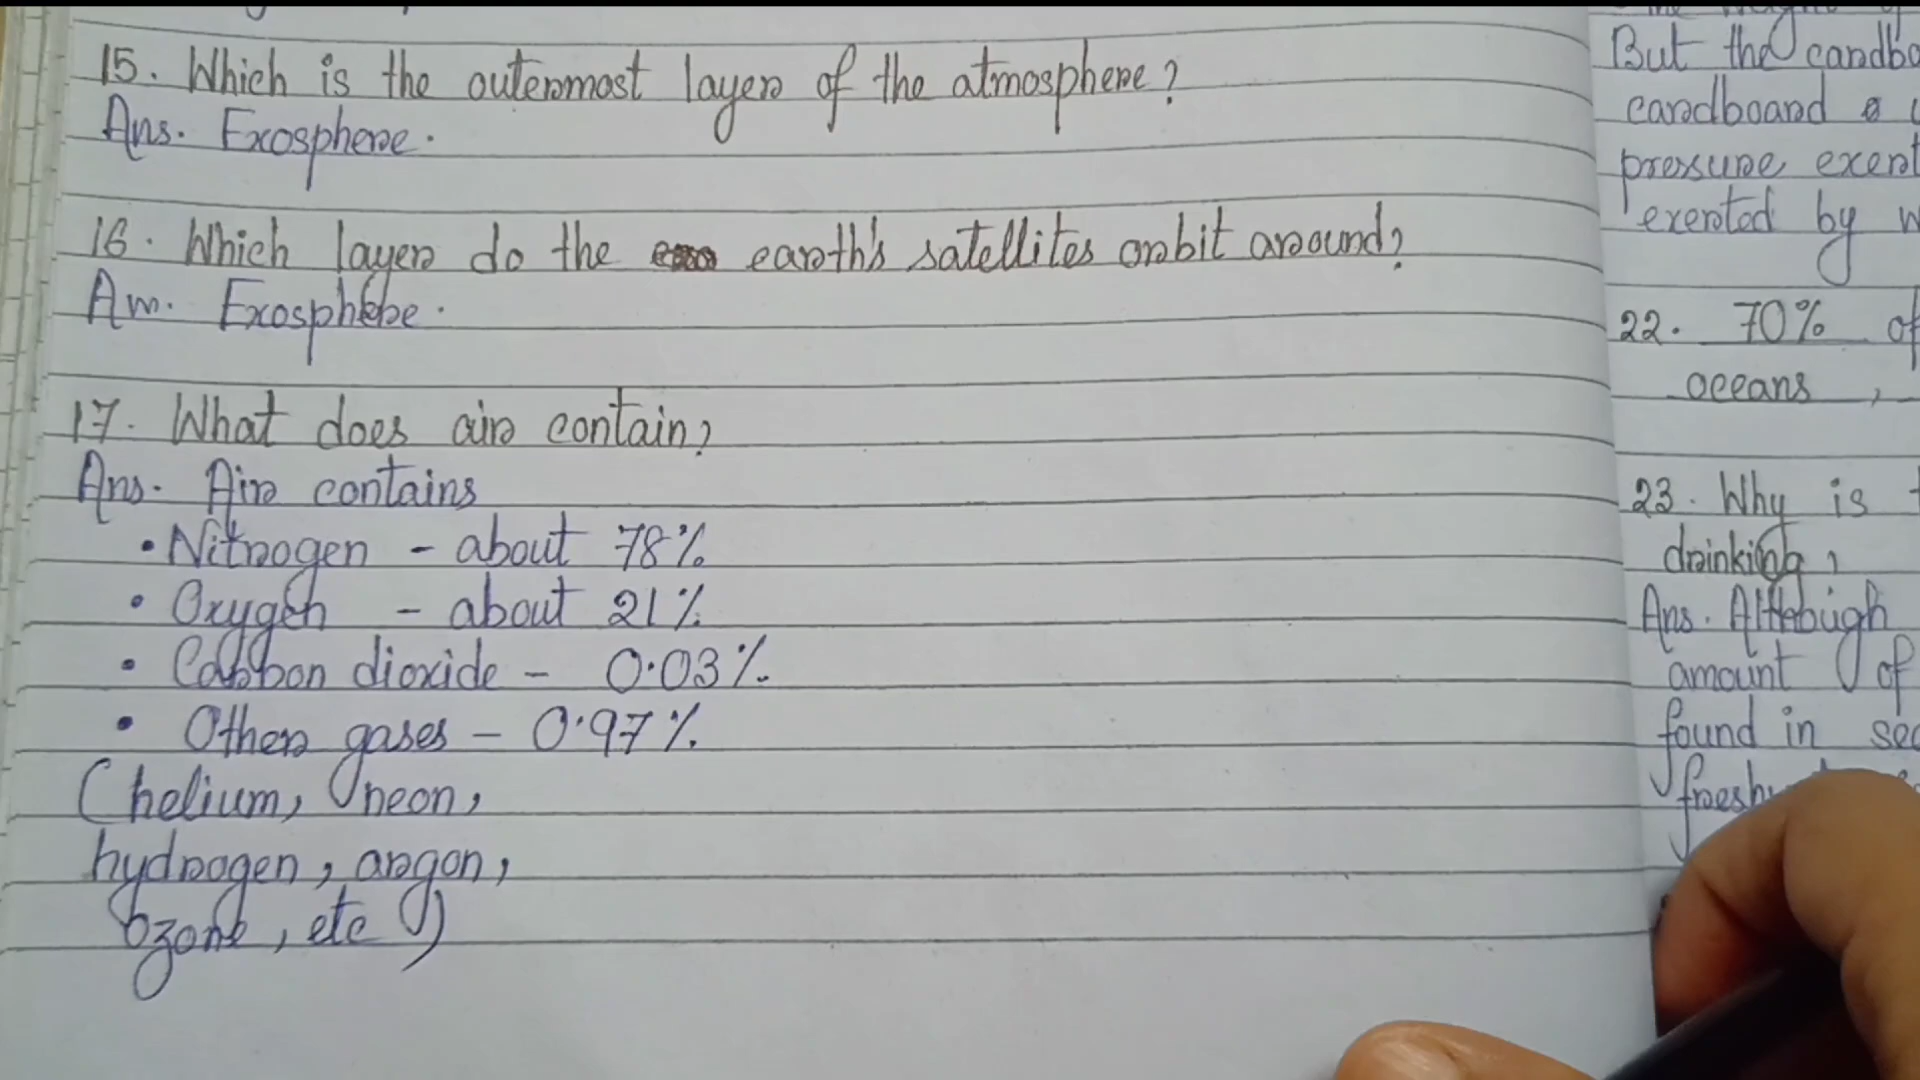 15. Which is the outermost layer of the atmosphere?
Ans. Exosphere.
16. Which layer do the earth's satellites orbit around?
Ans. Exosphere.
17. What does air contain?
Ans. Air contains
• Nitrogen - about 78%
• Oxygen - about 21%
• Carbon dioxide - 0.03%.
• Other gases - 0.97%.
(helium, neon,
hydrogen, argon,
ozone, etc)
But the
cardboard
pressure
exerted by
22. 70% of
oceans,
23. Why is
drinking?
Ans. Although
amount of
found in